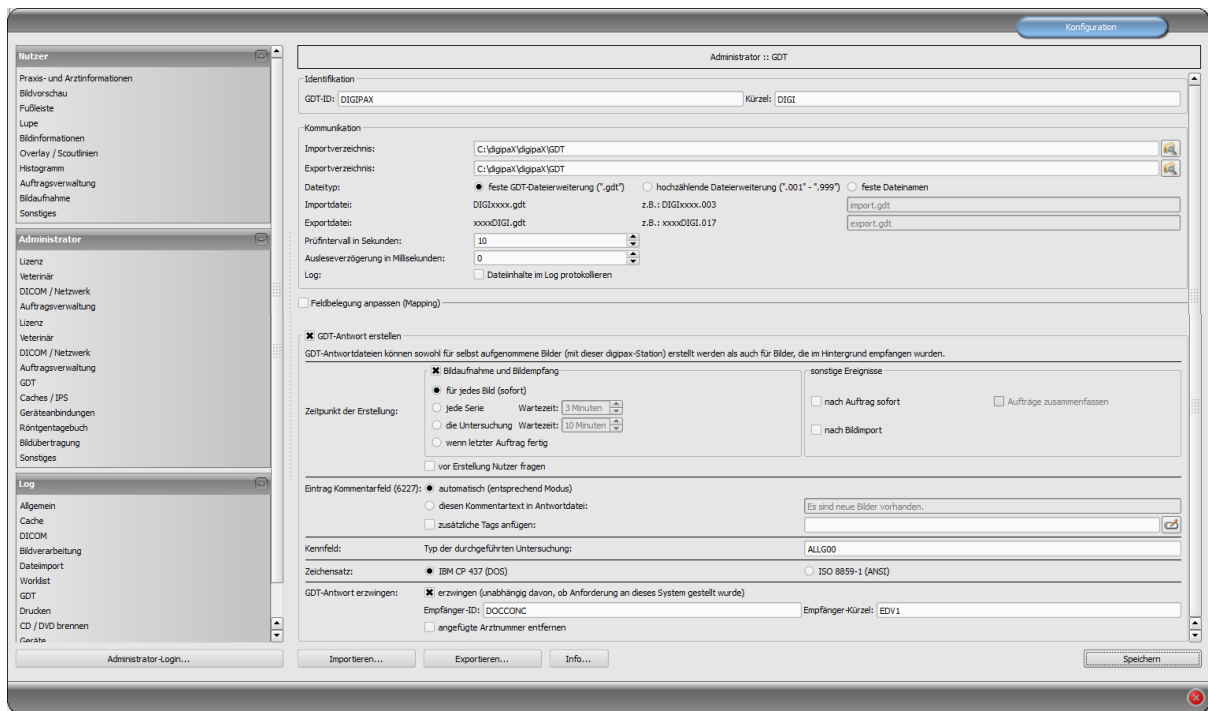 Konfiguration
Nutzer
Praxis- und Arztinformationen
Bildvorschau
Fußleiste
Lupe
Bildinformationen
Overlay / Scoutlinien
Histogramm
Auftragsverwaltung
Bildaufnahme
Sonstiges
Administrator
Lizenz
Veterinär
DICOM / Netzwerk
Auftragsverwaltung
Lizenz
Veterinär
DICOM / Netzwerk
Auftragsverwaltung
GDT
Caches / IPS
Geräteanbindungen
Röntgentagebuch
Bildübertragung
Sonstiges
Log
Allgemein
Cache
DICOM
Bildverarbeitung
Dateiimport
Worklist
GDT
Drucken
CD / DVD brennen
Geräte
Administrator-Login...
Administrator :: GDT
Identifikation
GDT-ID: DIGIPAX Kürzel: DIGI
Kommunikation
Importverzeichnis: C:\digipaX\digipaX\GDT
Exportverzeichnis: C:\digipaX\digipaX\GDT
Dateityp: feste GDT-Dateierweiterung (".gdt") hochzählende Dateierweiterung (".001" - ".999") feste Dateinamen
Importdatei: DIGIxxxx.gdt z.B.: DIGIxxxx.003 import.gdt
Exportdatei: xxxxDIGI.gdt z.B.: xxxxDIGI.017 export.gdt
Prüfintervall in Sekunden: 10
Ausleseverzögerung in Millisekunden: 0
Log: Dateiinhalte im Log protokollieren
Feldbelegung anpassen (Mapping)
GDT-Antwort erstellen
GDT-Antwortdateien können sowohl für selbst aufgenommene Bilder (mit dieser digipax-Station) erstellt werden als auch für Bilder, die im Hintergrund empfangen wurden.
Zeitpunkt der Erstellung:
Bildaufnahme und Bildempfang
für jedes Bild (sofort)
jede Serie Wartezeit: 3 Minuten
die Untersuchung Wartezeit: 10 Minuten
wenn letzter Auftrag fertig
sonstige Ereignisse
nach Auftrag sofort Aufträge zusammenfassen
nach Bildimport
vor Erstellung Nutzer fragen
Eintrag Kommentarfeld (6227): automatisch (entsprechend Modus)
diesen Kommentartext in Antwortdatei: Es sind neue Bilder vorhanden.
zusätzliche Tags anfügen:
Kennfeld: Typ der durchgeführten Untersuchung: ALLG00
Zeichensatz: IBM CP 437 (DOS) ISO 8859-1 (ANSI)
GDT-Antwort erzwingen: erzwingen (unabhängig davon, ob Anforderung an dieses System gestellt wurde)
Empfänger-ID: DOCCONC Empfänger-Kürzel: EDV1
angefügte Arztnummer entfernen
Importieren... Exportieren... Info... Speichern